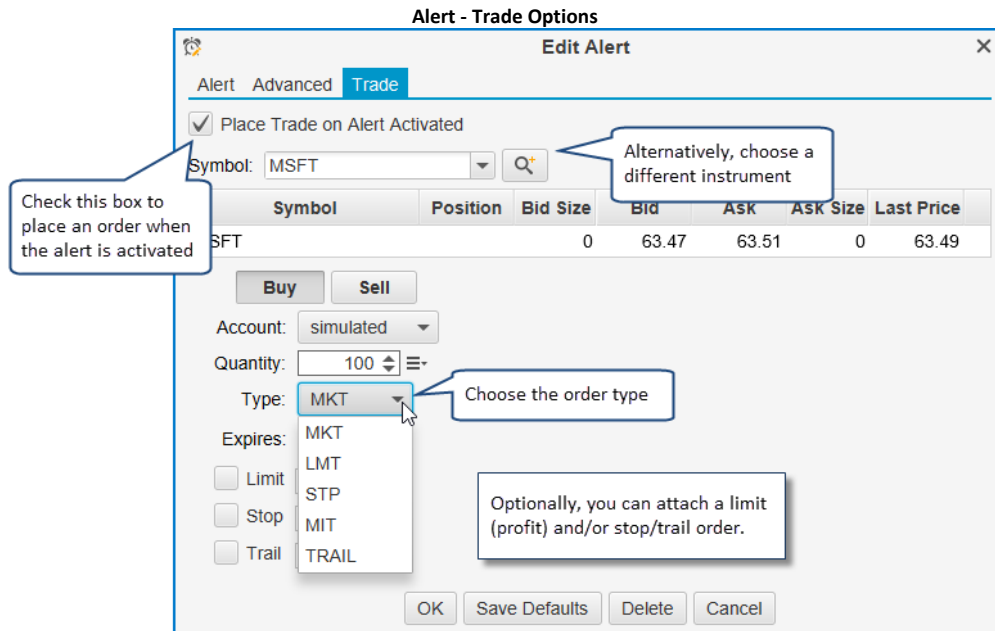 Alert - Trade Options
Edit Alert
Alert Advanced Trade
Place Trade on Alert Activated
Symbol: MSFT
Alternatively, choose a
different instrument
Check this box to
place an order when
the alert is activated
Symbol Position Bid Size Bid Ask Ask Size Last Price
SFT 0 63.47 63.51 0 63.49
Buy Sell
Account: simulated
Quantity: 100
Type: MKT
Choose the order type
Expires:
MKT
LMT
STP
MIT
TRAIL
Limit
Stop
Trail
Optionally, you can attach a limit
(profit) and/or stop/trail order.
OK Save Defaults Delete Cancel